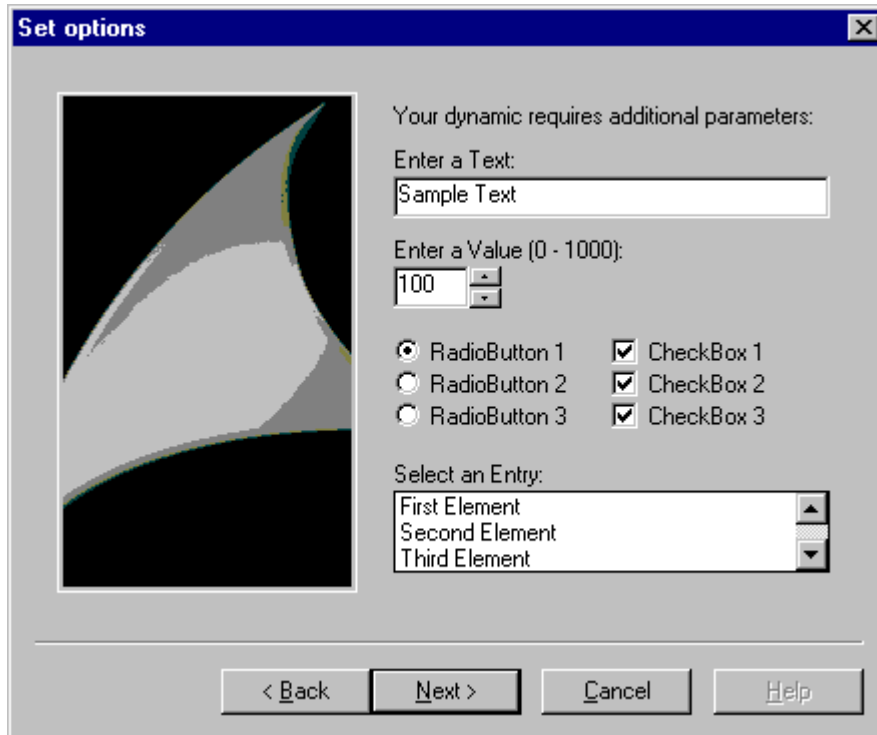 Set options
Your dynamic requires additional parameters:
Enter a Text:
Sample Text
Enter a Value (0 - 1000):
100
RadioButton 1 CheckBox 1
RadioButton 2 CheckBox 2
RadioButton 3 CheckBox 3
Select an Entry:
First Element
Second Element
Third Element
< Back Next > Cancel Help